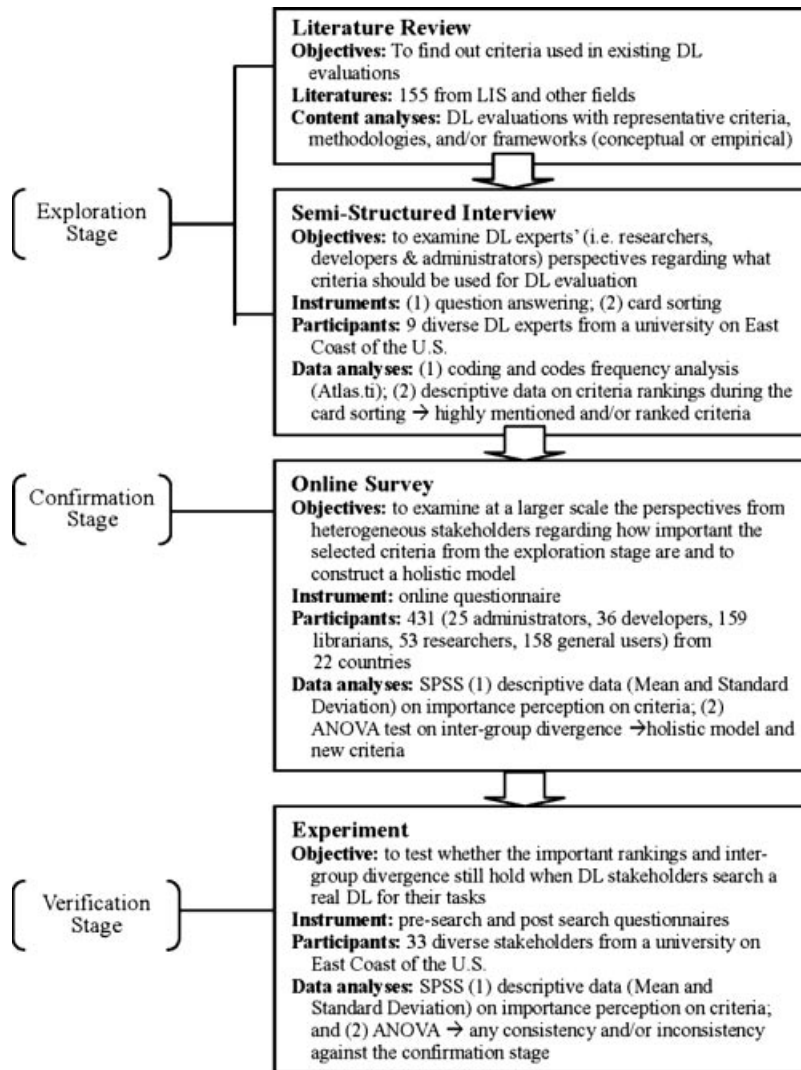 Literature Review
Objectives: To find out criteria used in existing DL
evaluations
Literatures: 155 from LIS and other fields
Content analyses: DL evaluations with representative criteria,
methodologies, and/or frameworks (conceptual or empirical)
Exploration
Stage
Semi-Structured Interview
Objectives: to examine DL experts' (i.e. researchers,
developers & administrators) perspectives regarding what
criteria should be used for DL evaluation
Instruments: (1) question answering; (2) card sorting
Participants: 9 diverse DL experts from a university on East
Coast of the U.S.
Data analyses: (1) coding and codes frequency analysis
(Atlas.ti); (2) descriptive data on criteria rankings during the
card sorting → highly mentioned and/or ranked criteria
Confirmation
Stage
Online Survey
Objectives: to examine at a larger scale the perspectives from
heterogeneous stakeholders regarding how important the
selected criteria from the exploration stage are and to
construct a holistic model
Instrument: online questionnaire
Participants: 431 (25 administrators, 36 developers, 159
librarians, 53 researchers, 158 general users) from
22 countries
Data analyses: SPSS (1) descriptive data (Mean and Standard
Deviation) on importance perception on criteria; (2)
ANOVA test on inter-group divergence →holistic model and
new criteria
Verification
Stage
Experiment
Objective: to test whether the important rankings and inter-
group divergence still hold when DL stakeholders search a
real DL for their tasks
Instrument: pre-search and post search questionnaires
Participants: 33 diverse stakeholders from a university on
East Coast of the U.S.
Data analyses: SPSS (1) descriptive data (Mean and
Standard Deviation) on importance perception on criteria;
and (2) ANOVA → any consistency and/or inconsistency
against the confirmation stage